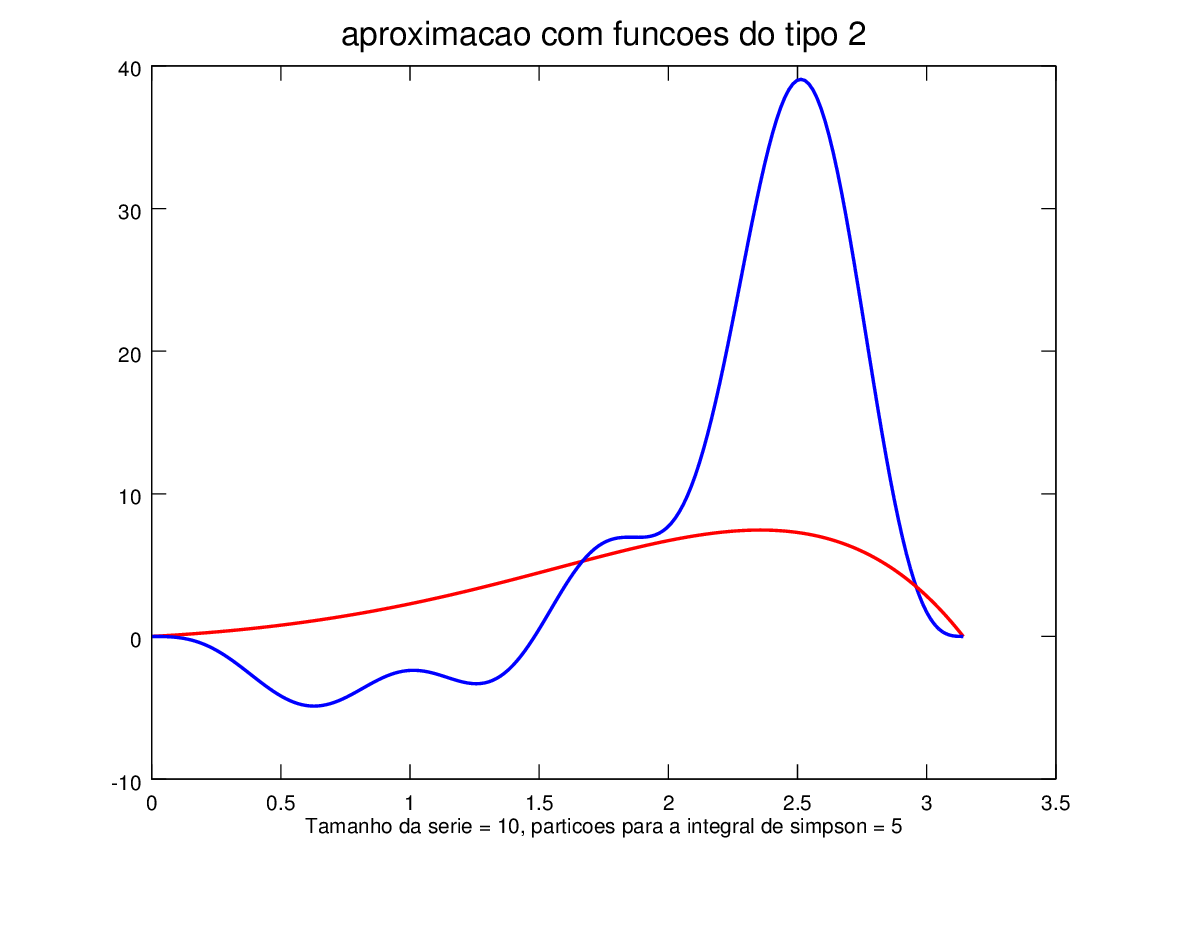 aproximacao com funcoes do tipo 2
40
30
20
10
0
-10
0 0.5 1 1.5 2 2.5 3 3.5
Tamanho da serie = 10, particoes para a integral de simpson = 5